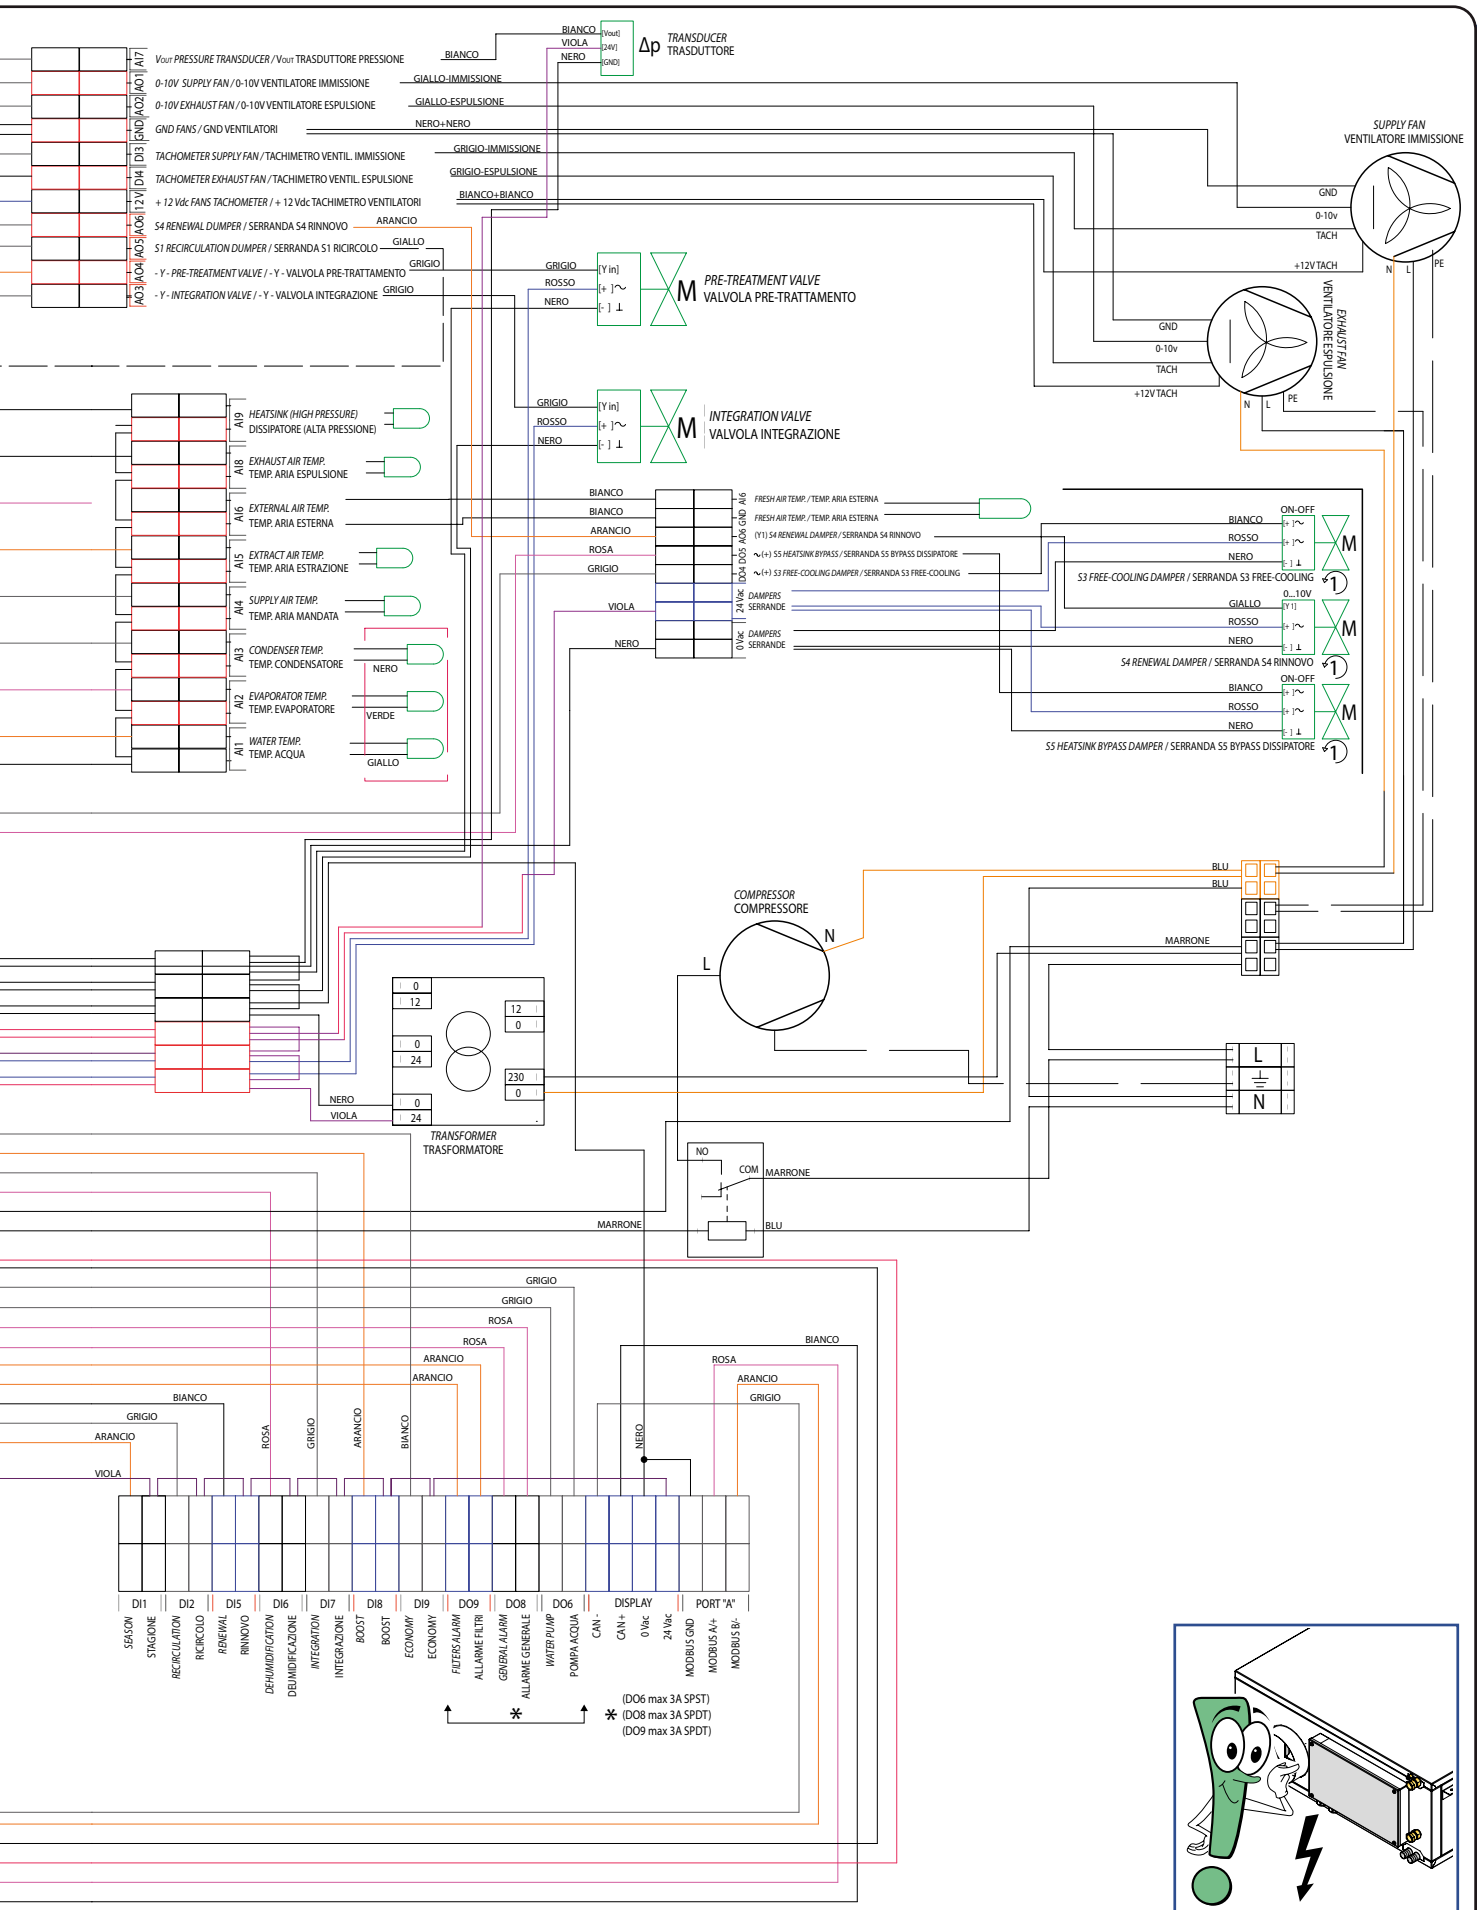 AI7 Vout PRESSURE TRANSDUCER / Vout TRASDUTTORE PRESSIONE BIANCO
BIANCO [Vout]
VIOLA [24V]
NERO [GND]
Δp TRANSDUCER
TRASDUTTORE
AO1 0-10V SUPPLY FAN / 0-10V VENTILATORE IMMISSIONE GIALLO-IMMISSIONE
AO2 0-10V EXHAUST FAN / 0-10V VENTILATORE ESPULSIONE GIALLO-ESPULSIONE
GND GND FANS / GND VENTILATORI NERO+NERO
DI3 TACHOMETER SUPPLY FAN / TACHIMETRO VENTIL. IMMISSIONE GRIGIO-IMMISSIONE
DI4 TACHOMETER EXHAUST FAN / TACHIMETRO VENTIL. ESPULSIONE GRIGIO-ESPULSIONE
12V + 12 Vdc FANS TACHOMETER / + 12 Vdc TACHIMETRO VENTILATORI BIANCO+BIANCO
AO6 S4 RENEWAL DUMPER / SERRANDA S4 RINNOVO ARANCIO
AO5 S1 RECIRCULATION DUMPER / SERRANDA S1 RICIRCOLO GIALLO
AO4 - Y - PRE-TREATMENT VALVE / - Y - VALVOLA PRE-TRATTAMENTO GRIGIO
AO3 - Y - INTEGRATION VALVE / - Y - VALVOLA INTEGRAZIONE GRIGIO
SUPPLY FAN
VENTILATORE IMMISSIONE
GND
0-10v
TACH
+12V TACH
N L PE
EXHAUST FAN
VENTILATORE ESPULSIONE
GND
0-10v
TACH
+12V TACH
N L PE
GRIGIO [Y in]
ROSSO [+ ]~
NERO [- ] ⊥
M PRE-TREATMENT VALVE
VALVOLA PRE-TRATTAMENTO
GRIGIO [Y in]
ROSSO [+ ]~
NERO [- ] ⊥
M INTEGRATION VALVE
VALVOLA INTEGRAZIONE
AI9 HEATSINK (HIGH PRESSURE)
DISSIPATORE (ALTA PRESSIONE)
AI8 EXHAUST AIR TEMP.
TEMP. ARIA ESPULSIONE
AI6 EXTERNAL AIR TEMP.
TEMP. ARIA ESTERNA
AI5 EXTRACT AIR TEMP.
TEMP. ARIA ESTRAZIONE
AI4 SUPPLY AIR TEMP.
TEMP. ARIA MANDATA
AI3 CONDENSER TEMP.
TEMP. CONDENSATORE
NERO
AI2 EVAPORATOR TEMP.
TEMP. EVAPORATORE
VERDE
AI1 WATER TEMP.
TEMP. ACQUA
GIALLO
BIANCO AI6 FRESH AIR TEMP. / TEMP. ARIA ESTERNA
BIANCO GND FRESH AIR TEMP. / TEMP. ARIA ESTERNA
ARANCIO AO6 (Y1) S4 RENEWAL DAMPER / SERRANDA S4 RINNOVO
ROSA DO5 ~(+) S5 HEATSINK BYPASS / SERRANDA S5 BYPASS DISSIPATORE
GRIGIO DO4 ~(+) S3 FREE-COOLING DAMPER / SERRANDA S3 FREE-COOLING
VIOLA 24 Vac DAMPERS
SERRANDE
NERO 0 Vac DAMPERS
SERRANDE
ON-OFF
BIANCO [+ ]~
ROSSO [+ ]~
NERO [- ] ⊥
M
S3 FREE-COOLING DAMPER / SERRANDA S3 FREE-COOLING 1
0...10V
GIALLO [Y 1]
ROSSO [+ ]~
NERO [- ] ⊥
M
S4 RENEWAL DAMPER / SERRANDA S4 RINNOVO 1
ON-OFF
BIANCO [+ ]~
ROSSO [+ ]~
NERO [- ] ⊥
M
S5 HEATSINK BYPASS DAMPER / SERRANDA S5 BYPASS DISSIPATORE 1
COMPRESSOR
COMPRESSORE
N
L
BLU
BLU
MARRONE
0
12
0
24
0
24
12
0
230
0
NERO
VIOLA
TRANSFORMER
TRASFORMATORE
L
N
NO
COM MARRONE
MARRONE BLU
GRIGIO
GRIGIO
ROSA
ROSA
ARANCIO
ARANCIO
BIANCO
ROSA
ARANCIO
GRIGIO
BIANCO
GRIGIO
ARANCIO
VIOLA
ROSA
GRIGIO
ARANCIO
BIANCO
NERO
DI1 DI2 DI5 DI6 DI7 DI8 DI9 DO9 DO8 DO6 DISPLAY PORT "A"
SEASON
STAGIONE
RECIRCULATION
RICIRCOLO
RENEWAL
RINNOVO
DEHUMIDIFICATION
DEUMIDIFICAZIONE
INTEGRATION
INTEGRAZIONE
BOOST
BOOST
ECONOMY
ECONOMY
FILTERS ALARM
ALLARME FILTRI
GENERAL ALARM
ALLARME GENERALE
WATER PUMP
POMPA ACQUA
CAN -
CAN +
0 Vac
24 Vac
MODBUS GND
MODBUS A/+
MODBUS B/-
*
(DO6 max 3A SPST)
* (DO8 max 3A SPDT)
(DO9 max 3A SPDT)